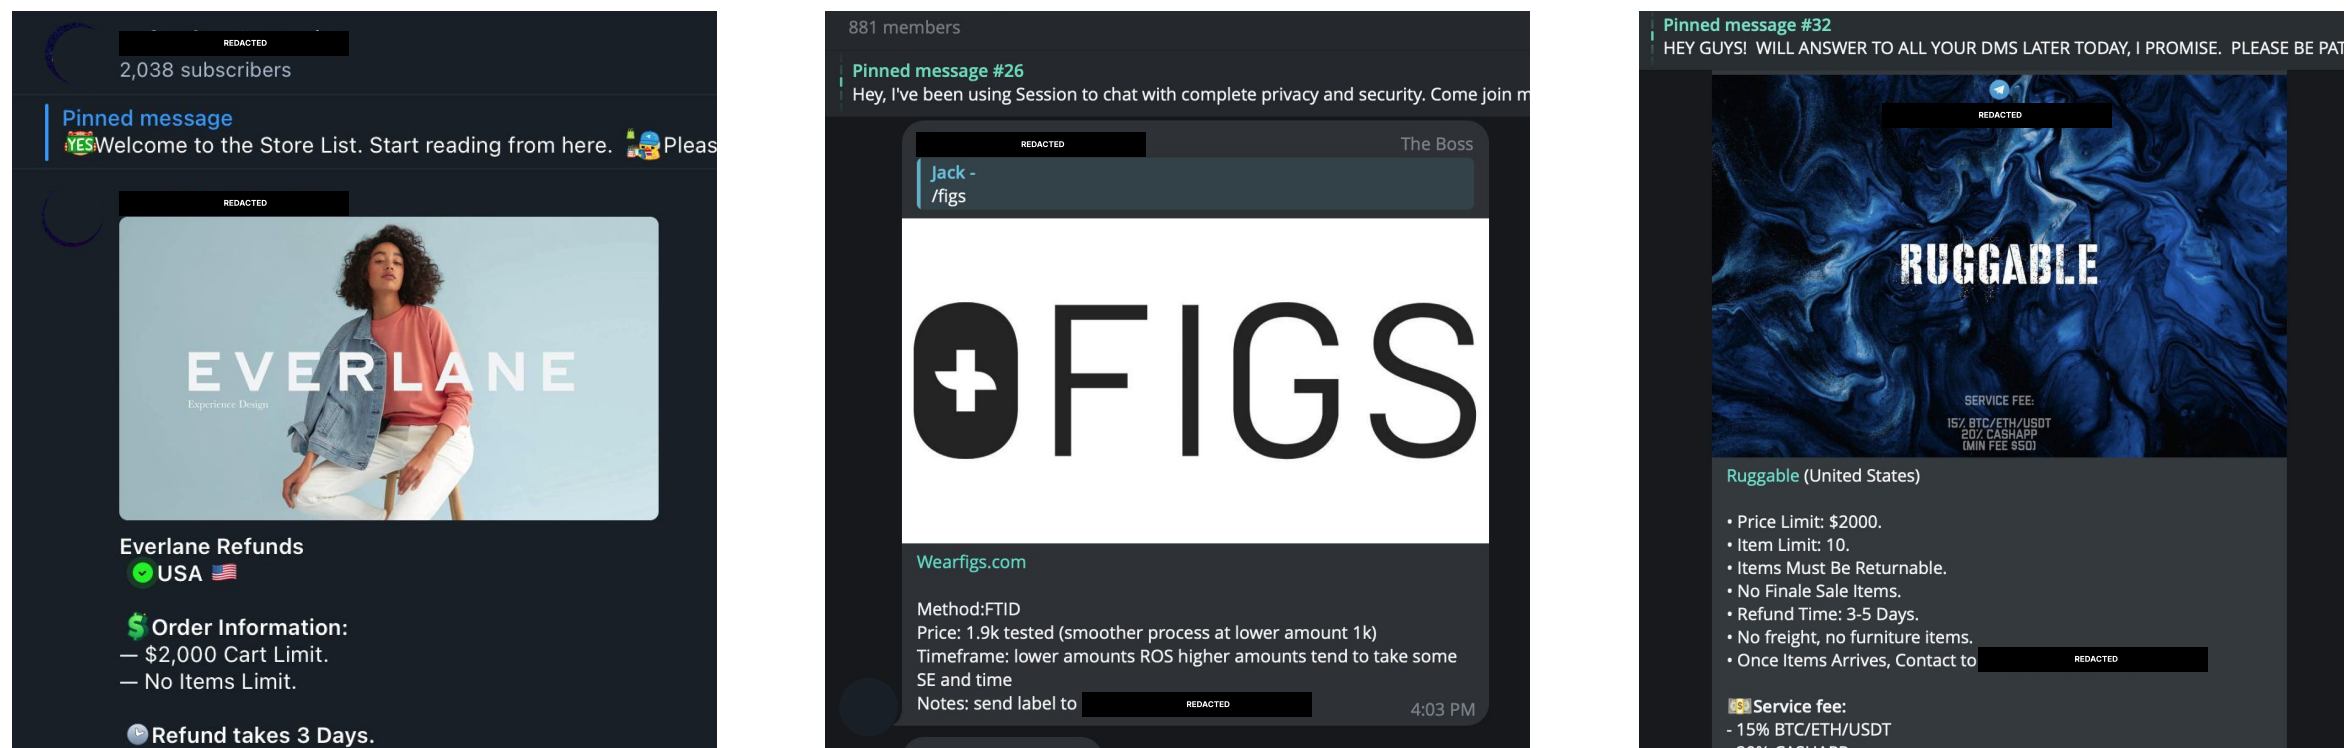 REDACTED
2,038 subscribers
Pinned message
YES Welcome to the Store List. Start reading from here. Pleas
REDACTED
EVERLANE
Experience Design
Everlane Refunds
USA
Order Information:
— $2,000 Cart Limit.
— No Items Limit.
Refund takes 3 Days.
881 members
Pinned message #26
Hey, I've been using Session to chat with complete privacy and security. Come join m
REDACTED
The Boss
Jack -
/figs
FIGS
Wearfigs.com
Method:FTID
Price: 1.9k tested (smoother process at lower amount 1k)
Timeframe: lower amounts ROS higher amounts tend to take some
SE and time
Notes: send label to REDACTED
4:03 PM
Pinned message #32
HEY GUYS! WILL ANSWER TO ALL YOUR DMS LATER TODAY, I PROMISE. PLEASE BE PAT
REDACTED
RUGGABLE
SERVICE FEE:
15% BTC/ETH/USDT
20% CASHAPP
(MIN FEE $50)
Ruggable (United States)
• Price Limit: $2000.
• Item Limit: 10.
• Items Must Be Returnable.
• No Finale Sale Items.
• Refund Time: 3-5 Days.
• No freight, no furniture items.
• Once Items Arrives, Contact to REDACTED
Service fee:
- 15% BTC/ETH/USDT